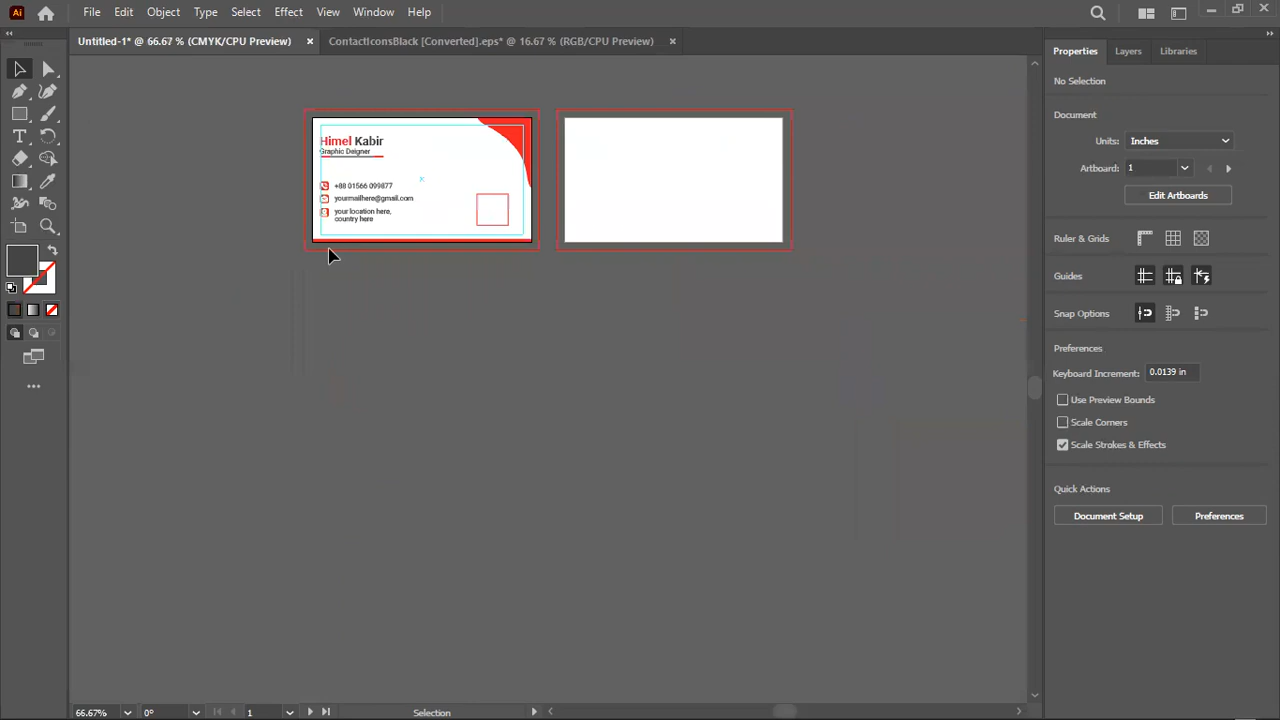 File Edit Object Type Select Effect View Window Help
Untitled-1* @ 66.67 % (CMYK/CPU Preview)
ContactIconsBlack [Converted].eps* @ 16.67 % (RGB/CPU Preview)
Properties Layers Libraries
No Selection
Document
Units: Inches
Artboard: 1
Edit Artboards
Ruler & Grids
Guides
Snap Options
Preferences
Keyboard Increment: 0.0139 in
Use Preview Bounds
Scale Corners
Scale Strokes & Effects
Quick Actions
Document Setup Preferences
Himel Kabir
Graphic Deigner
+88 01566 099877
yourmailhere@gmail.com
your location here,
country here
66.67% 0° 1 Selection